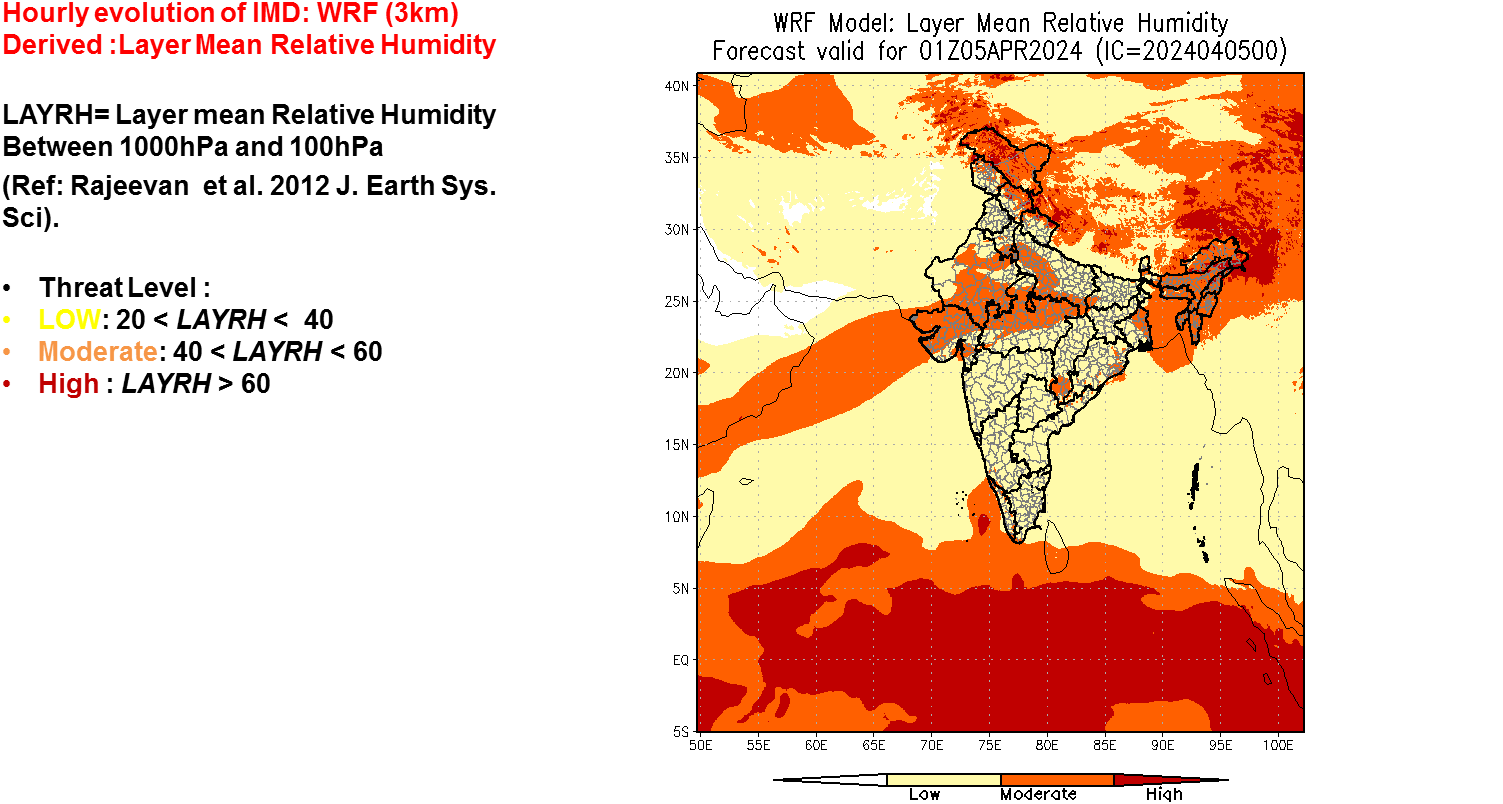 Hourly evolution of IMD: WRF (3km)
Derived :Layer Mean Relative Humidity
LAYRH= Layer mean Relative Humidity
Between 1000hPa and 100hPa
(Ref: Rajeevan et al. 2012 J. Earth Sys.
Sci).
• Threat Level :
• LOW: 20 < LAYRH < 40
• Moderate: 40 < LAYRH < 60
• High : LAYRH > 60
WRF Model: Layer Mean Relative Humidity
Forecast valid for 01Z05APR2024 (IC=2024040500)
40N
35N
30N
25N
20N
15N
10N
5N
EQ
5S
50E 55E 60E 65E 70E 75E 80E 85E 90E 95E 100E
Low Moderate High